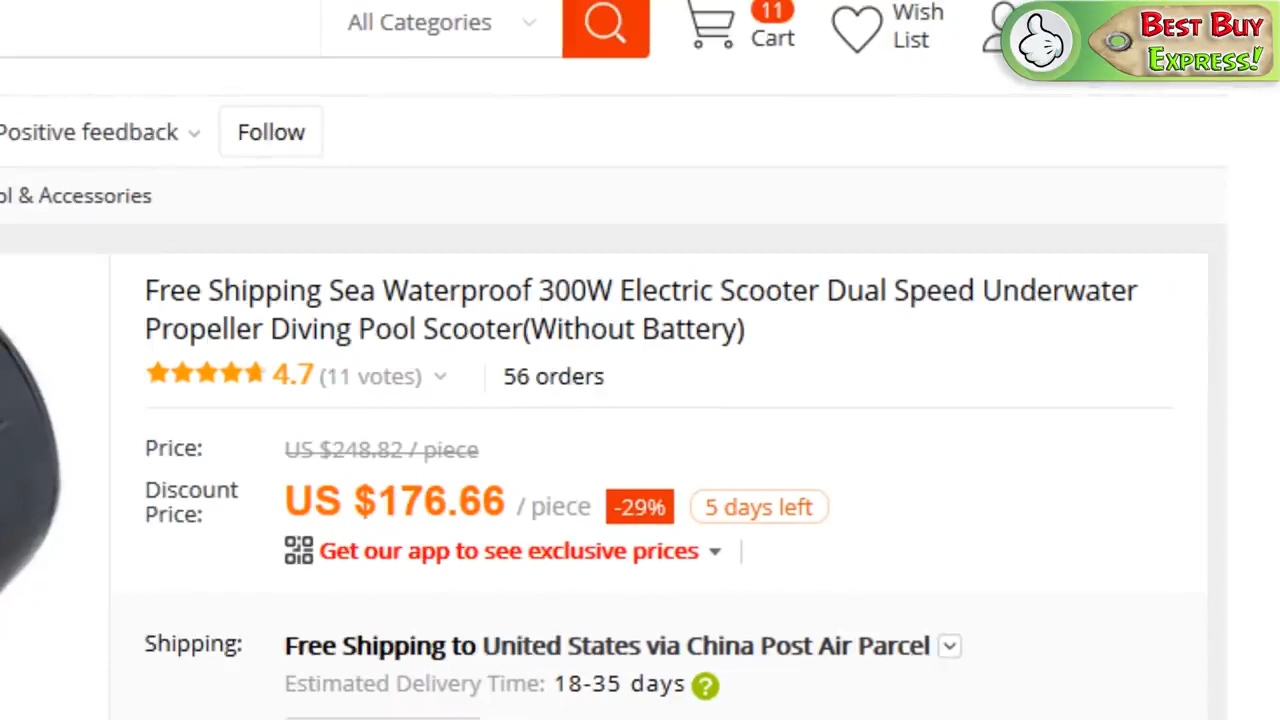 All Categories
11
Cart
Wish
List
BEST BUY
EXPRESS!
Positive feedback
Follow
& Accessories
Free Shipping Sea Waterproof 300W Electric Scooter Dual Speed Underwater
Propeller Diving Pool Scooter(Without Battery)
4.7 (11 votes)
56 orders
Price:
US $248.82 / piece
Discount
Price:
US $176.66 / piece
-29%
5 days left
Get our app to see exclusive prices
Shipping:
Free Shipping to United States via China Post Air Parcel
Estimated Delivery Time: 18-35 days ?